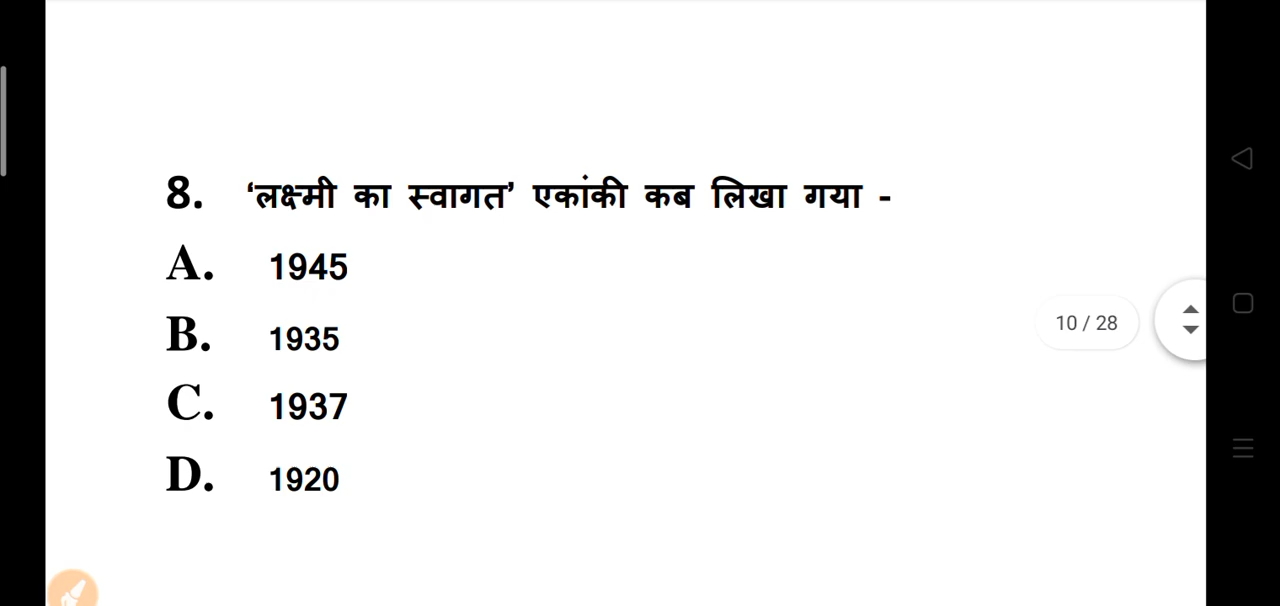 8. ‘लक्ष्मी का स्वागत’ एकांकी कब लिखा गया -
A. 1945
B. 1935
C. 1937
D. 1920
10 / 28